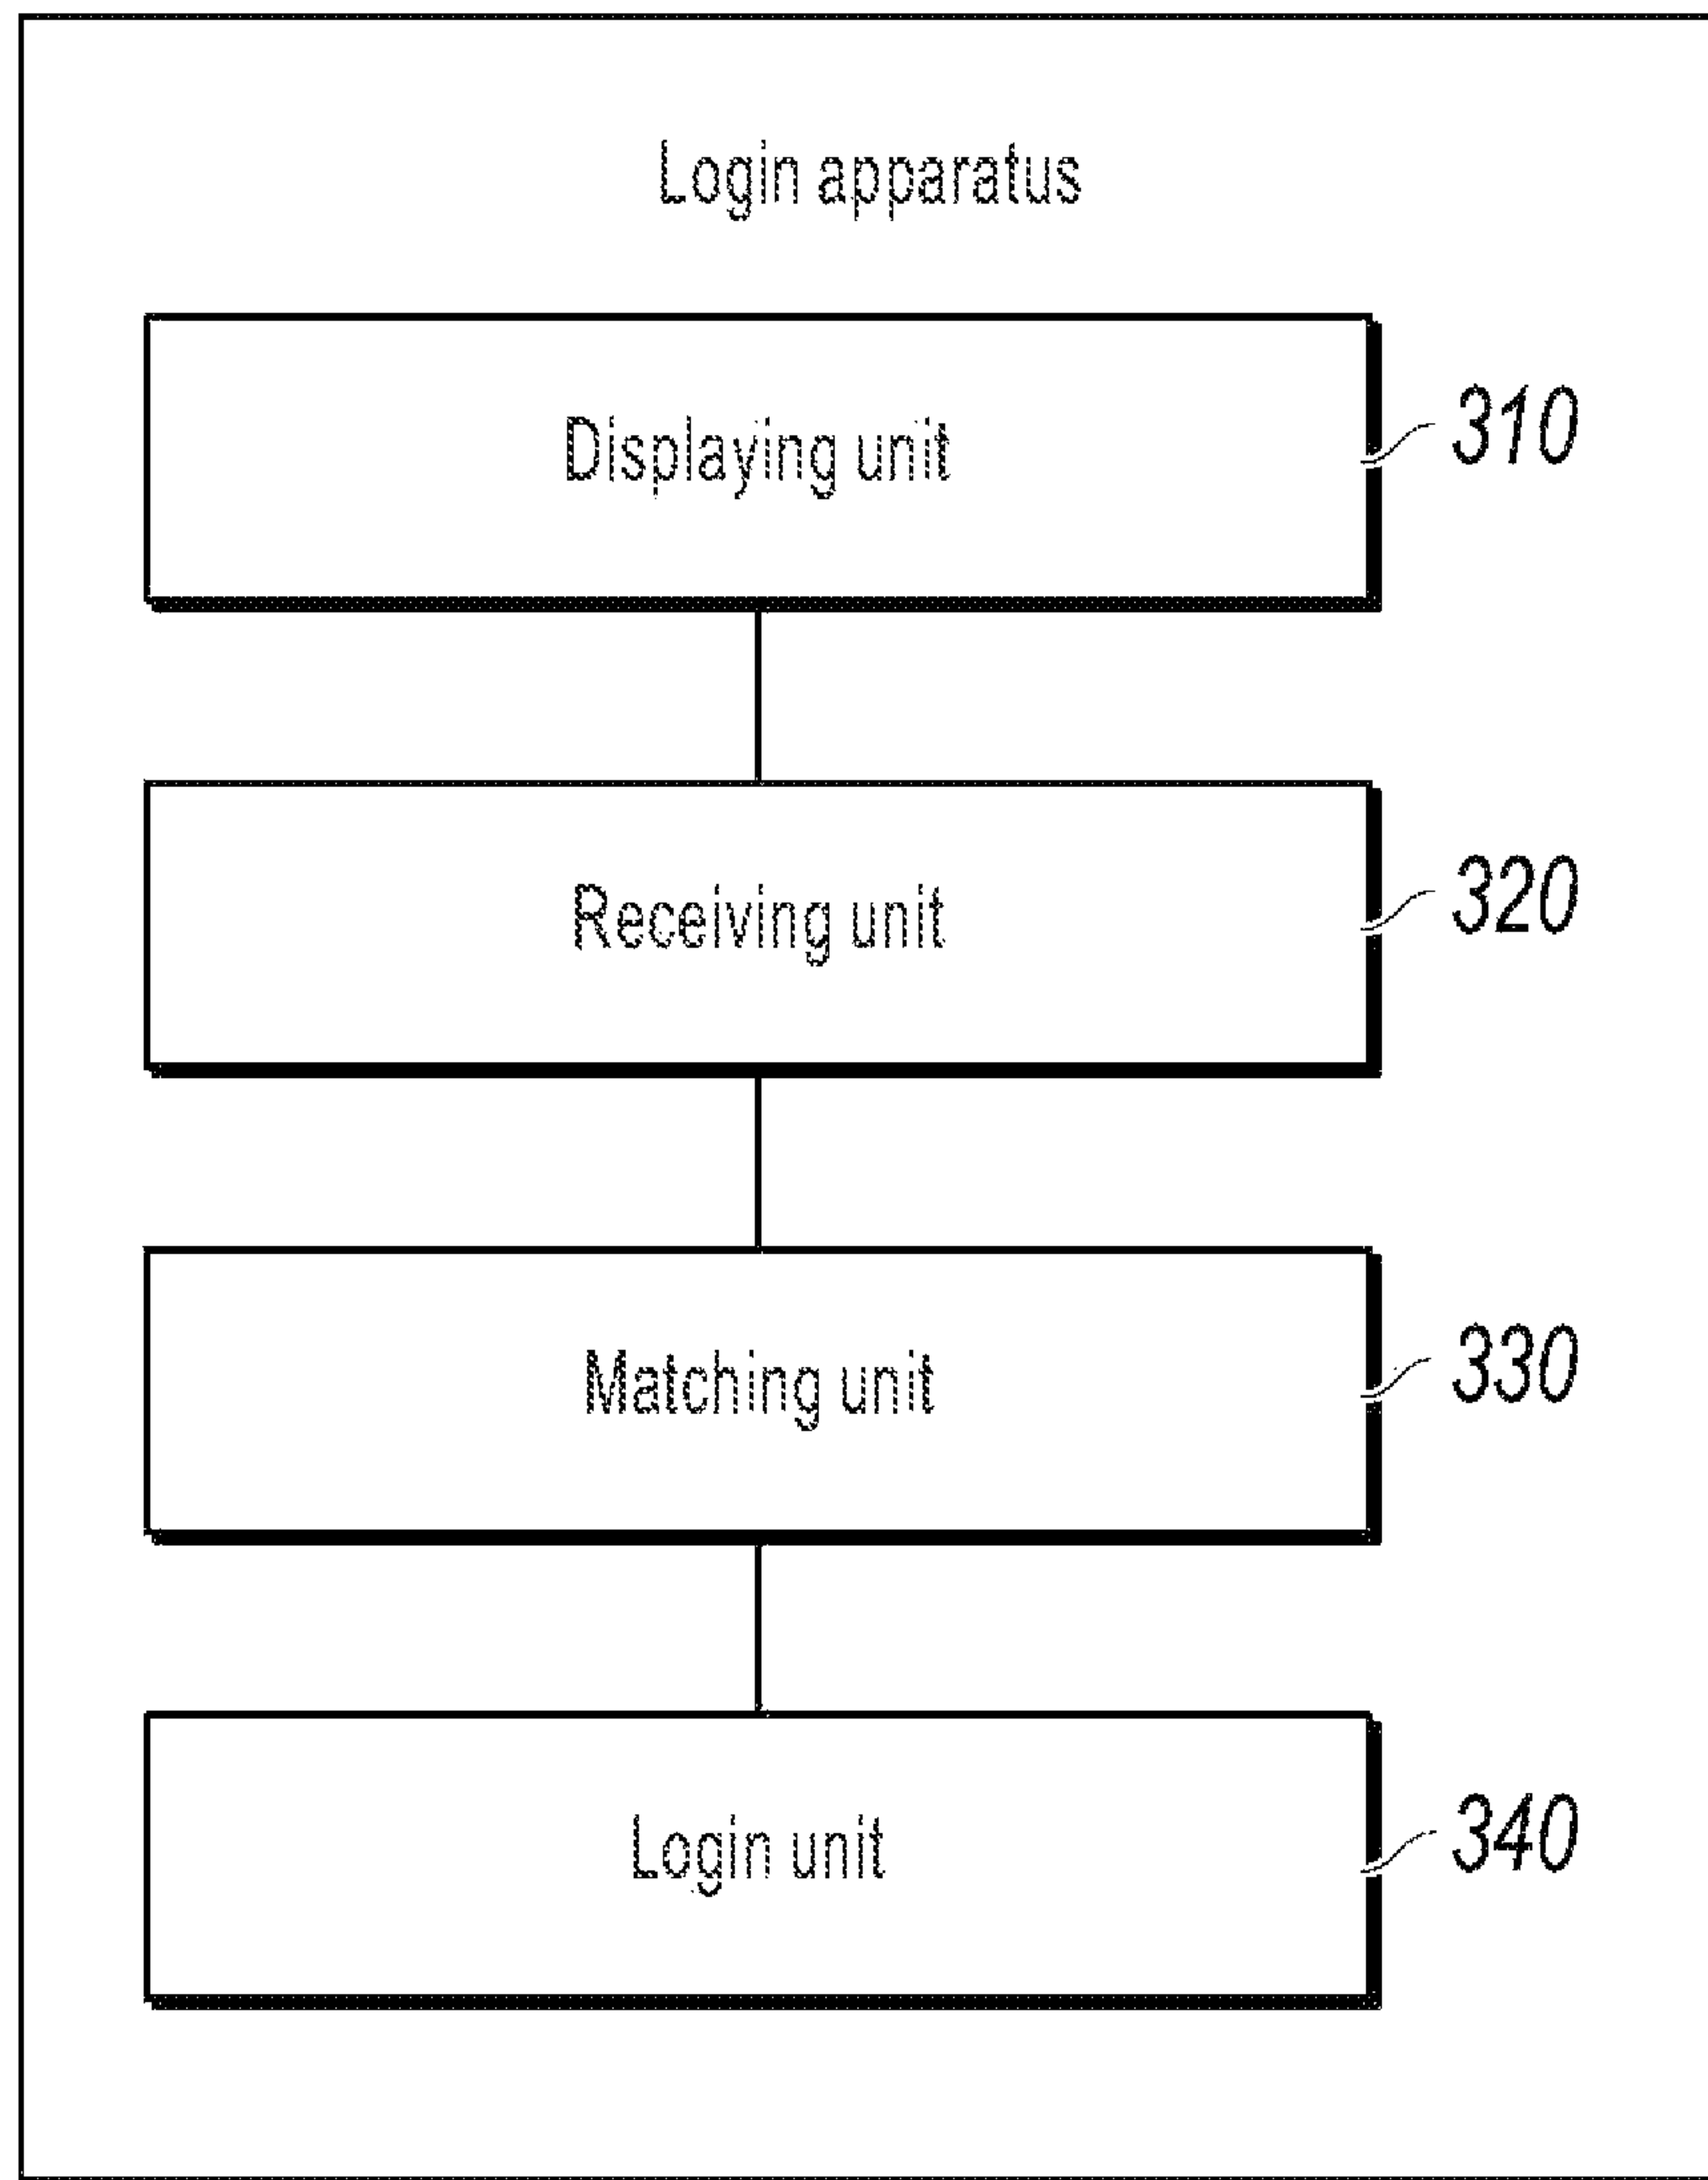 Login apparatus
Displaying unit
310
Receiving unit
320
Matching unit
330
Login unit
340